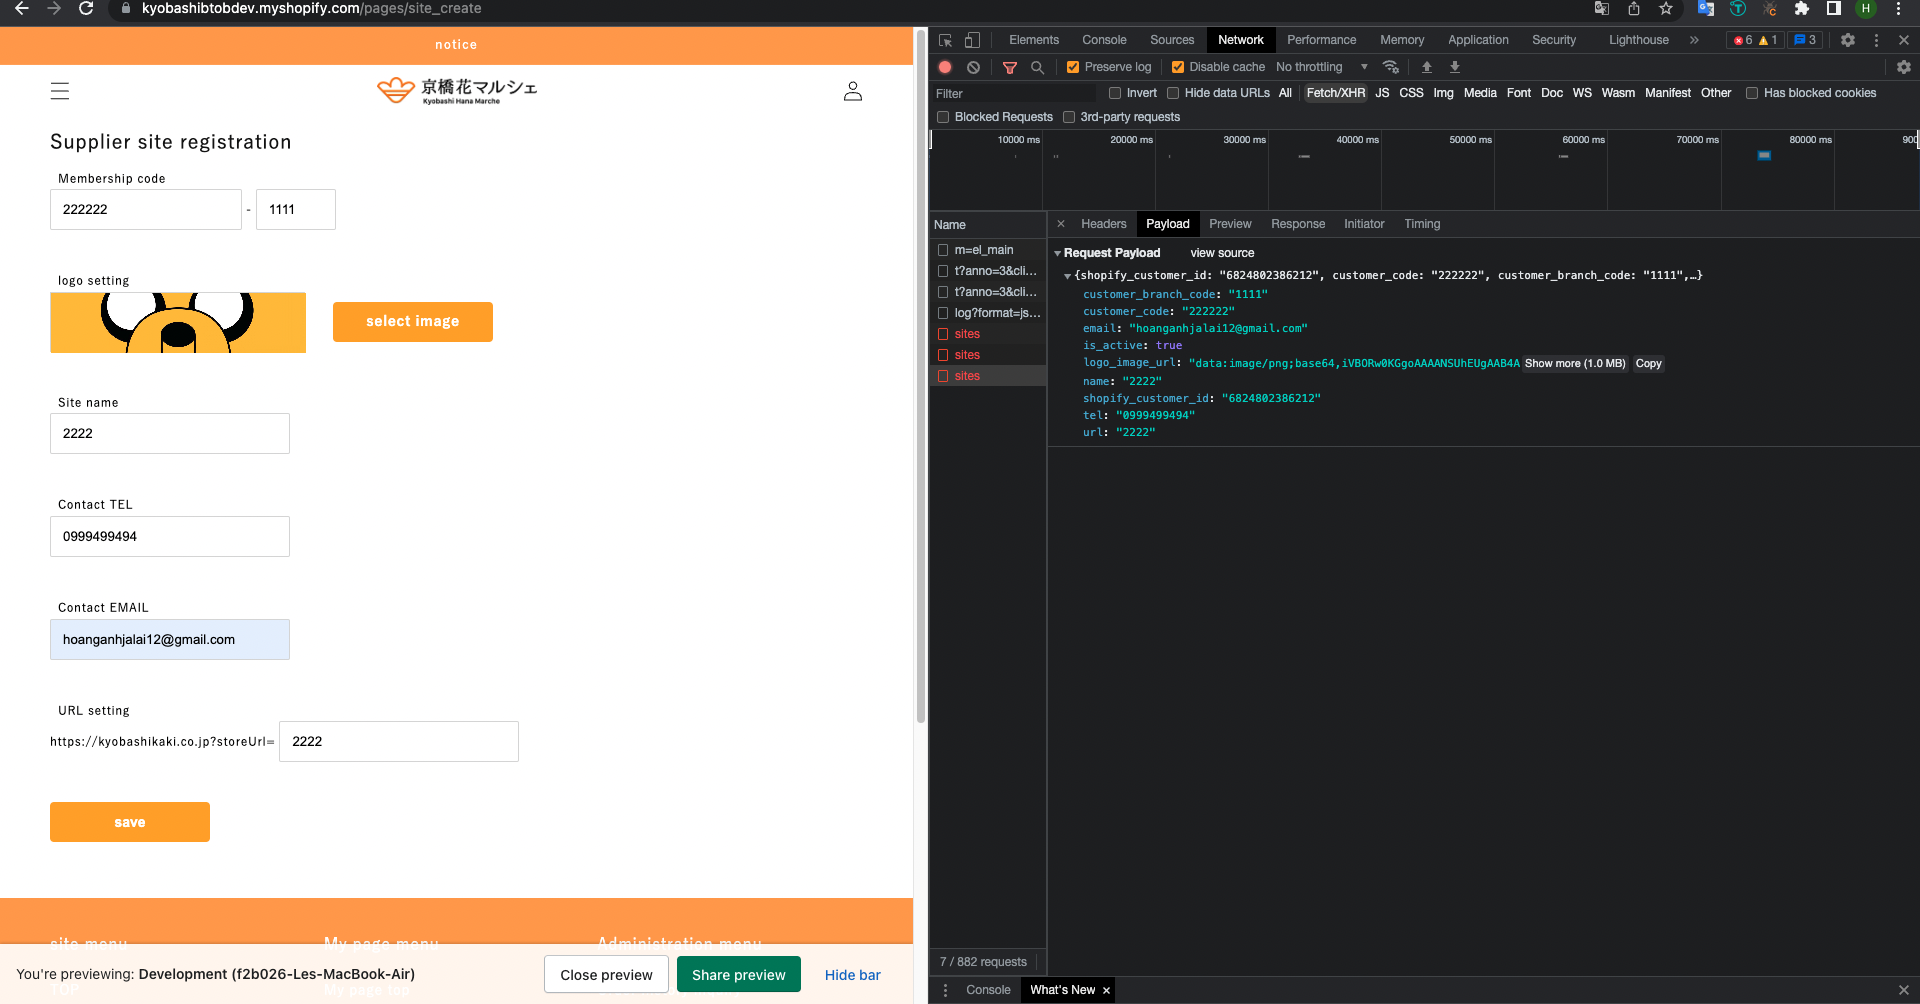 kyobashibtobdev.myshopify.com/pages/site_create
H
notice
京橋花マルシェ
Kyobashi Hana Marche
Supplier site registration
Membership code
222222 - 1111
logo setting
select image
Site name
2222
Contact TEL
0999499494
Contact EMAIL
hoanganhjalai12@gmail.com
URL setting
https://kyobashikaki.co.jp?storeUrl= 2222
save
site menu My page menu Administration menu
TOP My page top
You're previewing: Development (f2b026-Les-MacBook-Air) Close preview Share preview Hide bar
Elements Console Sources Network Performance Memory Application Security Lighthouse » 6 1 3
Preserve log Disable cache No throttling
Filter Invert Hide data URLs All Fetch/XHR JS CSS Img Media Font Doc WS Wasm Manifest Other Has blocked cookies
Blocked Requests 3rd-party requests
10000 ms 20000 ms 30000 ms 40000 ms 50000 ms 60000 ms 70000 ms 80000 ms 900
Name
m=el_main
t?anno=3&cli...
t?anno=3&cli...
log?format=js...
sites
sites
sites
7 / 882 requests
× Headers Payload Preview Response Initiator Timing
Request Payload view source
{shopify_customer_id: "6824802386212", customer_code: "222222", customer_branch_code: "1111",…}
customer_branch_code: "1111"
customer_code: "222222"
email: "hoanganhjalai12@gmail.com"
is_active: true
logo_image_url: "data:image/png;base64,iVBORw0KGgoAAAANSUhEUgAAB4A Show more (1.0 MB) Copy
name: "2222"
shopify_customer_id: "6824802386212"
tel: "0999499494"
url: "2222"
Console What's New ×